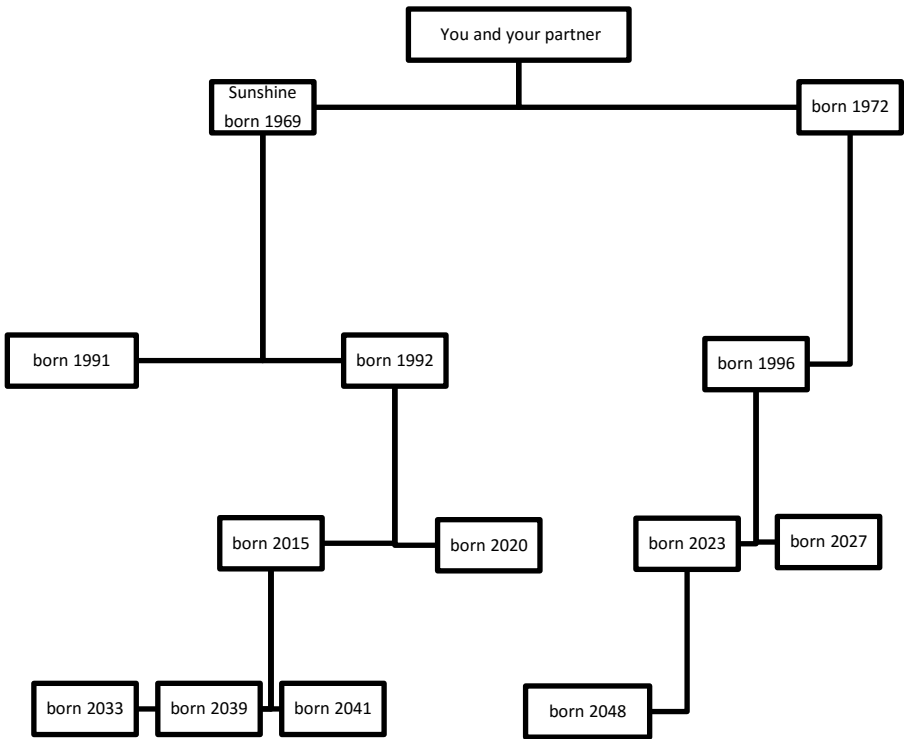 You and your partner
Sunshine
born 1969
born 1972
born 1991
born 1992
born 1996
born 2015
born 2020
born 2023
born 2027
born 2033
born 2039
born 2041
born 2048